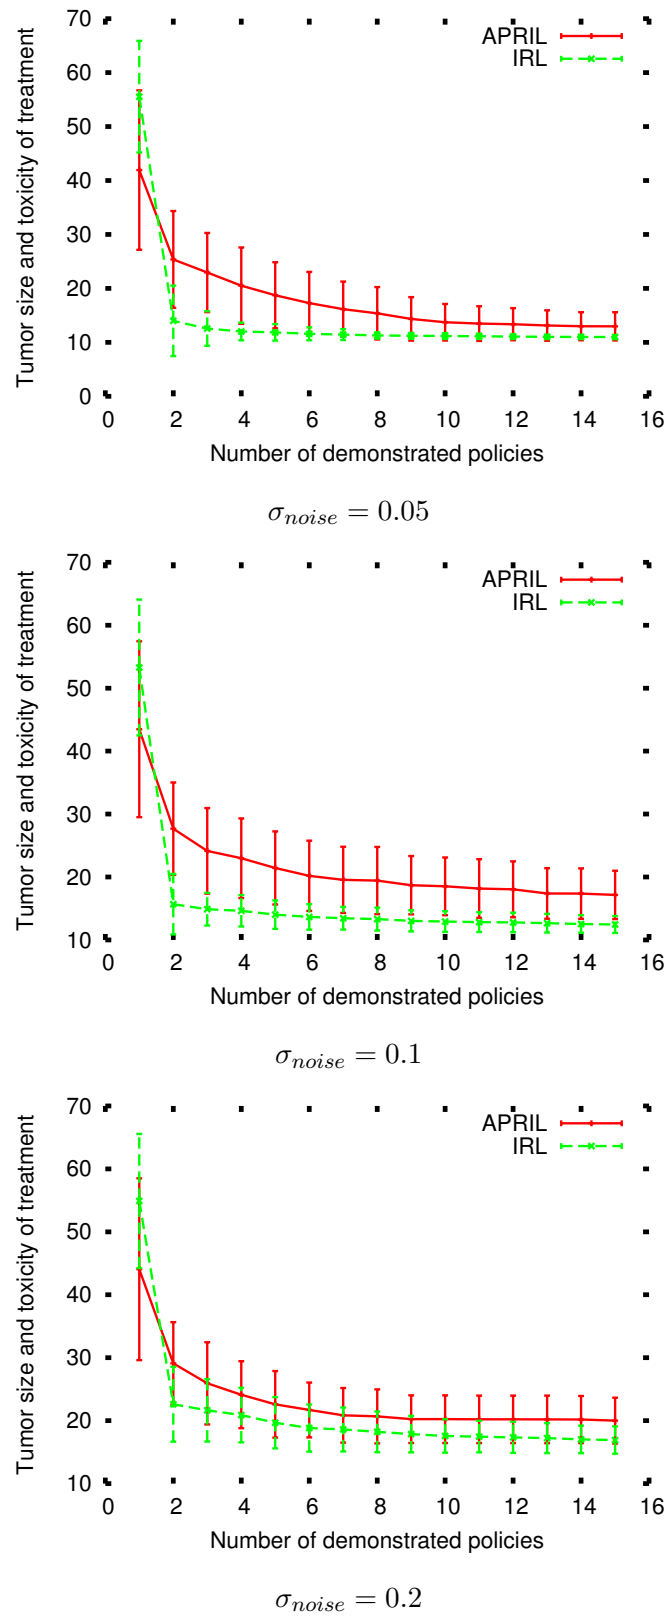 70
60
50
40
30
20
10
0
Tumor size and toxicity of treatment
APRIL
IRL
0 2 4 6 8 10 12 14 16
Number of demonstrated policies
σnoise = 0.05
70
60
50
40
30
20
10
Tumor size and toxicity of treatment
APRIL
IRL
0 2 4 6 8 10 12 14 16
Number of demonstrated policies
σnoise = 0.1
70
60
50
40
30
20
10
Tumor size and toxicity of treatment
APRIL
IRL
0 2 4 6 8 10 12 14 16
Number of demonstrated policies
σnoise = 0.2